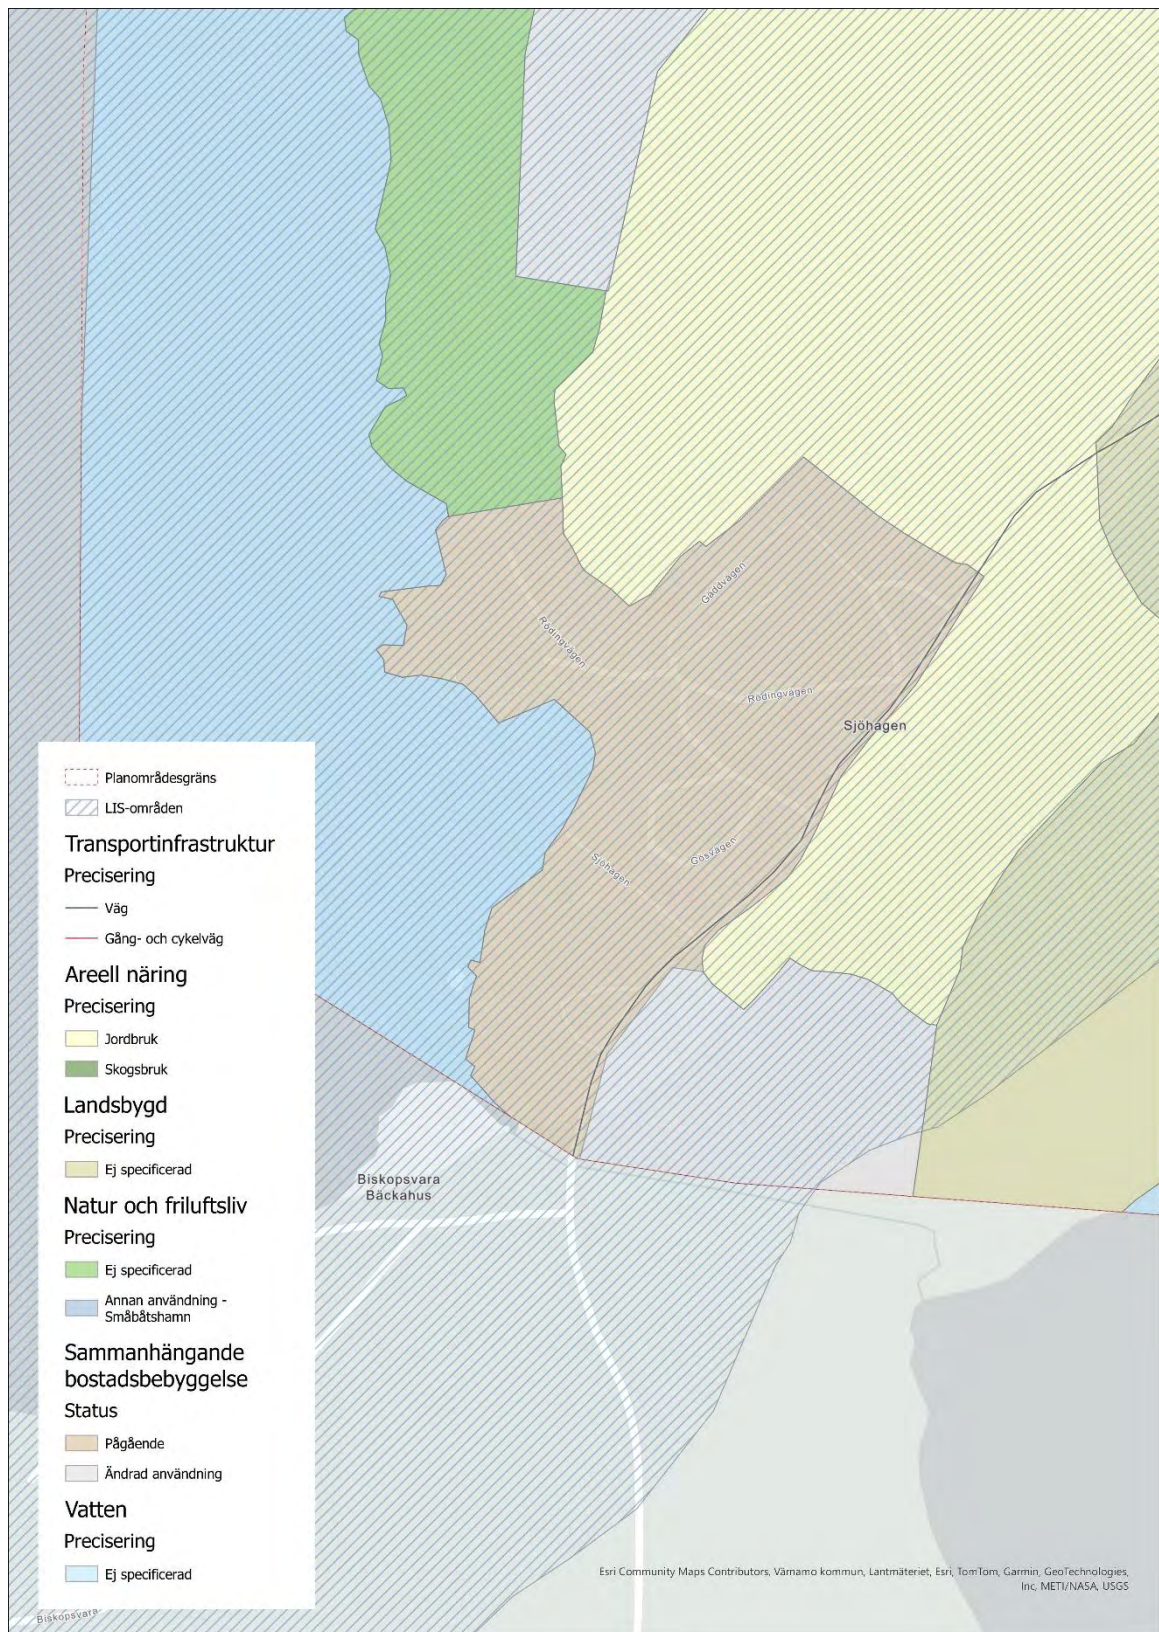 Gäddvägen
Rödingvägen
Rödingvägen
Sjöhagen
Gösvägen
Sjöhagen
Biskopsvara
Bäckahus
Planområdesgräns
LIS-områden
Transportinfrastruktur
Precisering
Väg
Gång- och cykelväg
Areell näring
Precisering
Jordbruk
Skogsbruk
Landsbygd
Precisering
Ej specificerad
Natur och friluftsliv
Precisering
Ej specificerad
Annan användning -
Småbåtshamn
Sammanhängande
bostadsbebyggelse
Status
Pågående
Ändrad användning
Vatten
Precisering
Ej specificerad
Biskopsvara
Esri Community Maps Contributors, Värnamo kommun, Lantmäteriet, Esri, TomTom, Garmin, GeoTechnologies,
Inc, METI/NASA, USGS